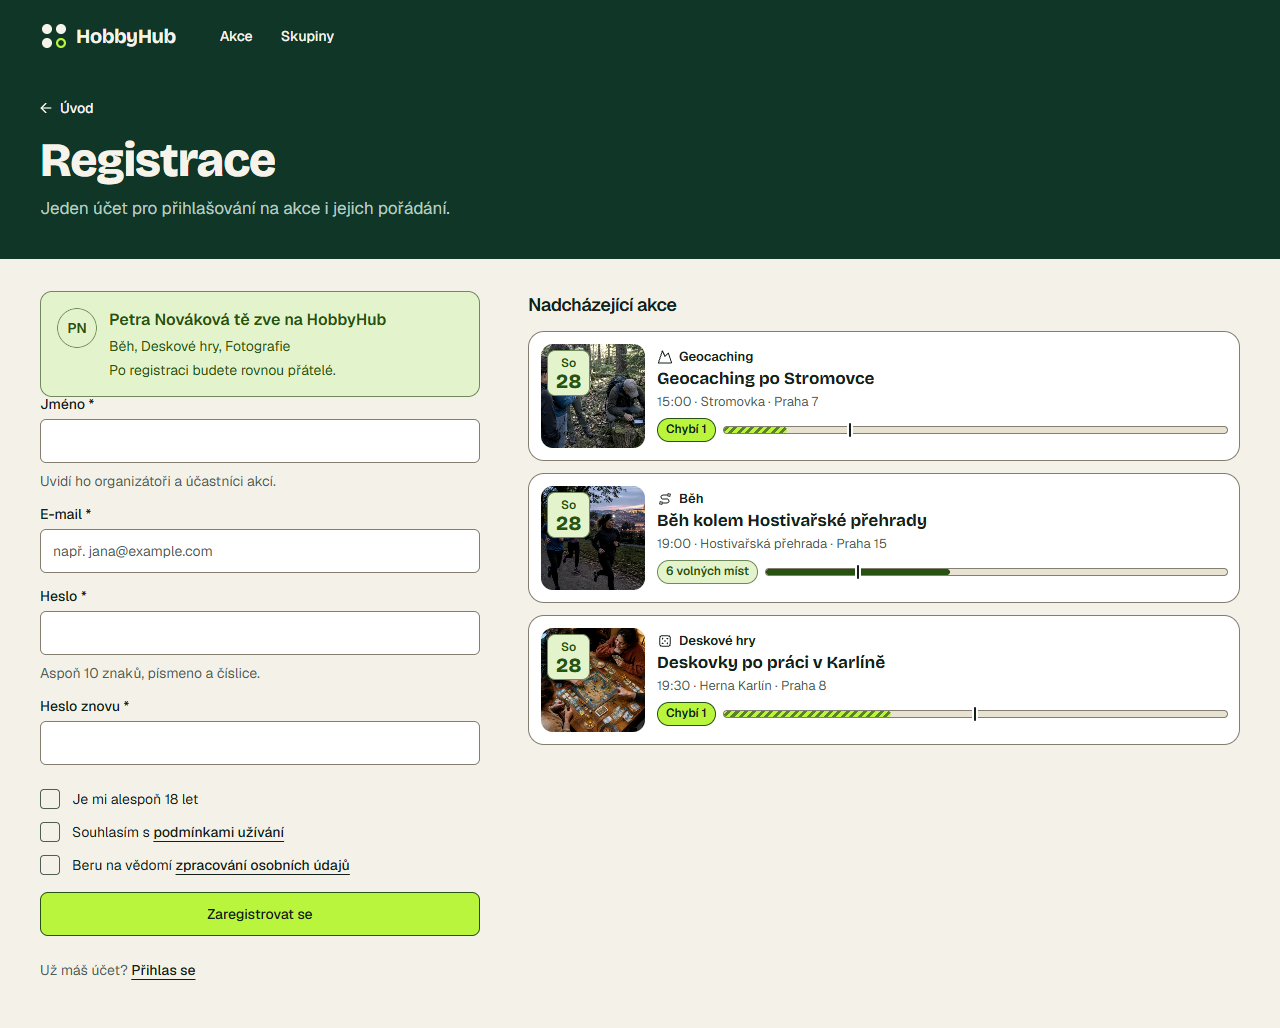 HobbyHub
Akce
Skupiny
← Úvod
Registrace
Jeden účet pro přihlašování na akce i jejich pořádání.
PN
Petra Nováková tě zve na HobbyHub
Běh, Deskové hry, Fotografie
Po registraci budete rovnou přátelé.
Jméno *
Uvidí ho organizátoři a účastníci akcí.
E-mail *
např. jana@example.com
Heslo *
Aspoň 10 znaků, písmeno a číslice.
Heslo znovu *
Je mi alespoň 18 let
Souhlasím s podmínkami užívání
Beru na vědomí zpracování osobních údajů
Zaregistrovat se
Už máš účet? Přihlas se
Nadcházející akce
So
28
Geocaching
Geocaching po Stromovce
15:00 · Stromovka · Praha 7
Chybí 1
So
28
Běh
Běh kolem Hostivařské přehrady
19:00 · Hostivařská přehrada · Praha 15
6 volných míst
So
28
Deskové hry
Deskovky po práci v Karlíně
19:30 · Herna Karlín · Praha 8
Chybí 1